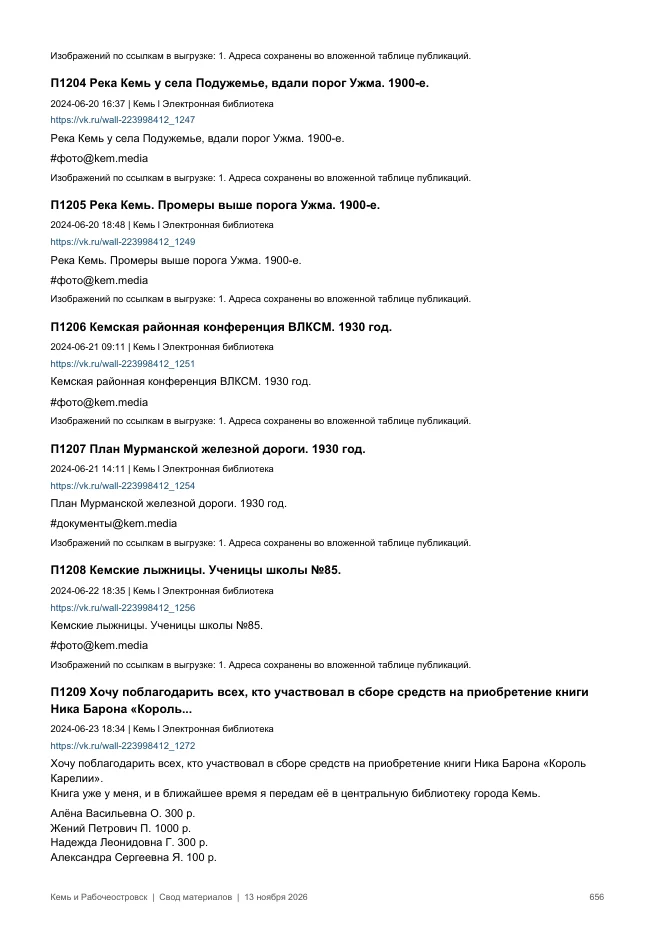 Изображений по ссылкам в выгрузке: 1. Адреса сохранены во вложенной таблице публикаций.
П1204 Река Кемь у села Подужемье, вдали порог Ужма. 1900-е.
2024-06-20 16:37 | Кемь I Электронная библиотека
https://vk.ru/wall-223998412_1247
Река Кемь у села Подужемье, вдали порог Ужма. 1900-е.
#фото@kem.media
Изображений по ссылкам в выгрузке: 1. Адреса сохранены во вложенной таблице публикаций.
П1205 Река Кемь. Промеры выше порога Ужма. 1900-е.
2024-06-20 18:48 | Кемь I Электронная библиотека
https://vk.ru/wall-223998412_1249
Река Кемь. Промеры выше порога Ужма. 1900-е.
#фото@kem.media
Изображений по ссылкам в выгрузке: 1. Адреса сохранены во вложенной таблице публикаций.
П1206 Кемская районная конференция ВЛКСМ. 1930 год.
2024-06-21 09:11 | Кемь I Электронная библиотека
https://vk.ru/wall-223998412_1251
Кемская районная конференция ВЛКСМ. 1930 год.
#фото@kem.media
Изображений по ссылкам в выгрузке: 1. Адреса сохранены во вложенной таблице публикаций.
П1207 План Мурманской железной дороги. 1930 год.
2024-06-21 14:11 | Кемь I Электронная библиотека
https://vk.ru/wall-223998412_1254
План Мурманской железной дороги. 1930 год.
#документы@kem.media
Изображений по ссылкам в выгрузке: 1. Адреса сохранены во вложенной таблице публикаций.
П1208 Кемские лыжницы. Ученицы школы №85.
2024-06-22 18:35 | Кемь I Электронная библиотека
https://vk.ru/wall-223998412_1256
Кемские лыжницы. Ученицы школы №85.
#фото@kem.media
Изображений по ссылкам в выгрузке: 1. Адреса сохранены во вложенной таблице публикаций.
П1209 Хочу поблагодарить всех, кто участвовал в сборе средств на приобретение книги
Ника Барона «Король...
2024-06-23 18:34 | Кемь I Электронная библиотека
https://vk.ru/wall-223998412_1272
Хочу поблагодарить всех, кто участвовал в сборе средств на приобретение книги Ника Барона «Король
Карелии».
Книга уже у меня, и в ближайшее время я передам её в центральную библиотеку города Кемь.
Алёна Васильевна О. 300 р.
Жений Петрович П. 1000 р.
Надежда Леонидовна Г. 300 р.
Александра Сергеевна Я. 100 р.
Кемь и Рабочеостровск | Свод материалов | 13 ноября 2026
656